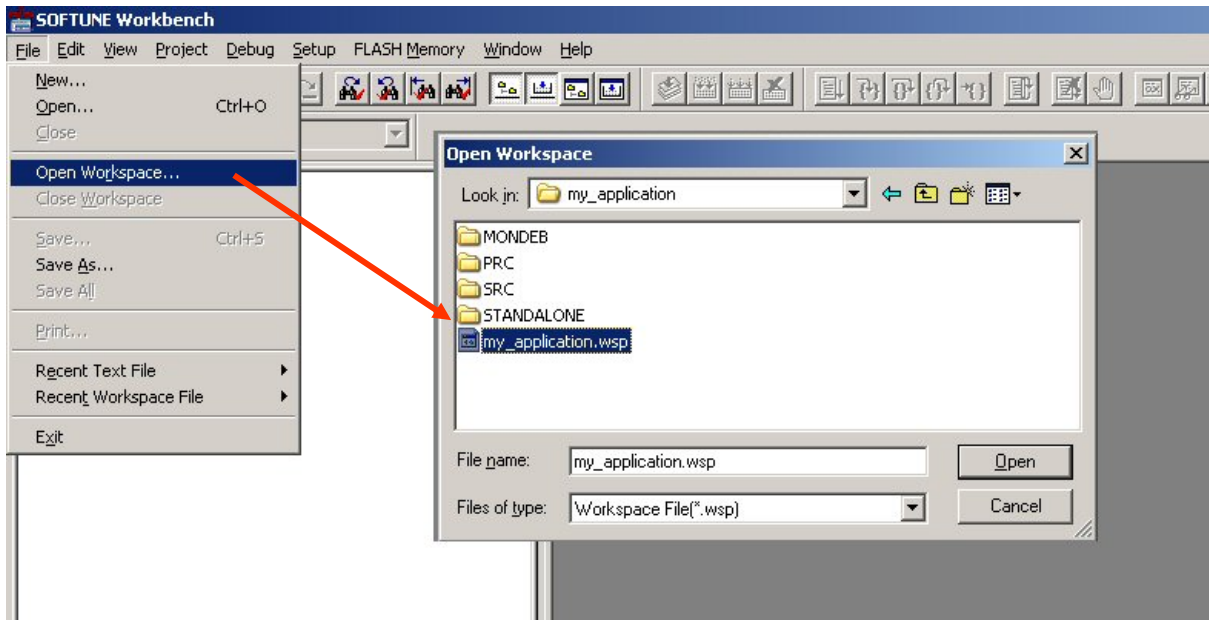 SOFTUNE Workbench
File Edit View Project Debug Setup FLASH Memory Window Help
New...
Open... Ctrl+O
Close
Open Workspace...
Close Workspace
Save... Ctrl+S
Save As...
Save All
Print...
Recent Text File
Recent Workspace File
Exit
Open Workspace
Look in: my_application
MONDEB
PRC
SRC
STANDALONE
my_application.wsp
File name: my_application.wsp Open
Files of type: Workspace File(*.wsp) Cancel